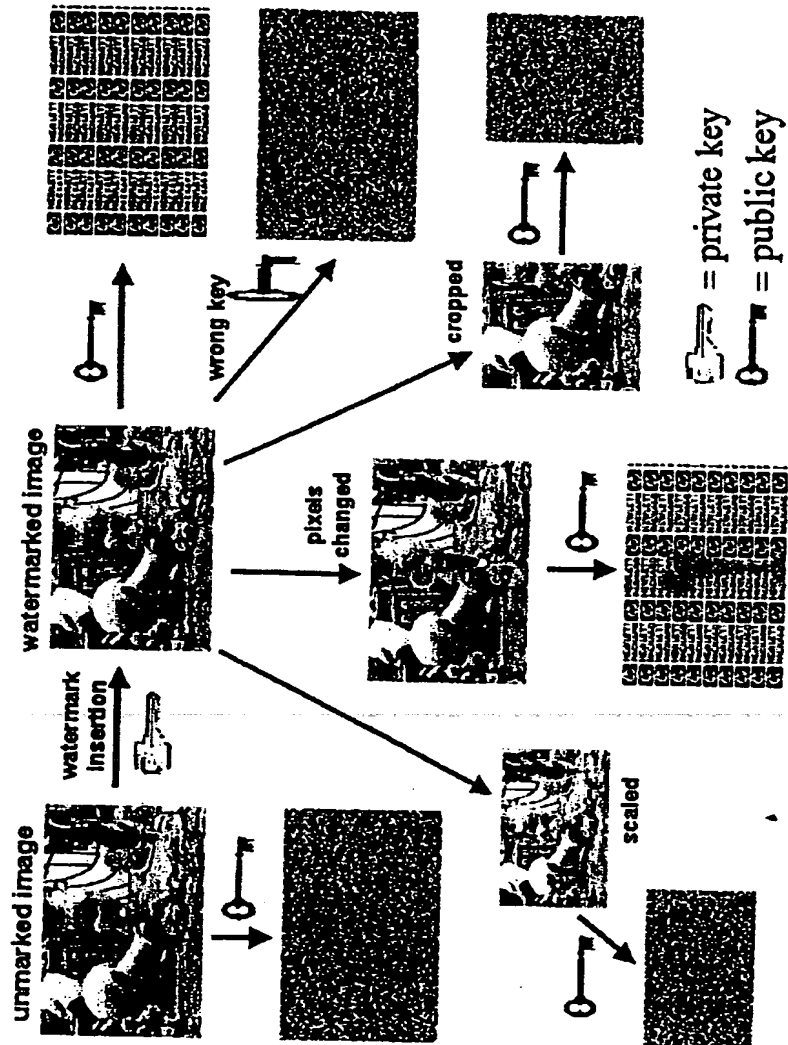 unmarked image
watermark
insertion
watermarked image
wrong key
pixels
changed
cropped
scaled
= private key
= public key